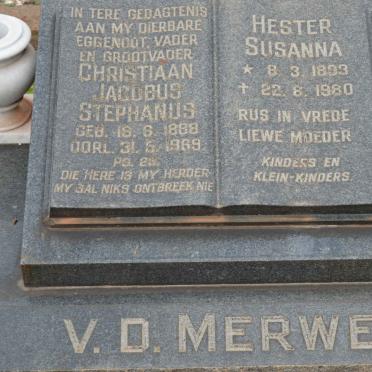 IN TERE GEDAGTENIS
AAN MY DIERBARE
EGGENOOT, VADER
EN GROOTVADER
CHRISTIAAN
JACOBUS
STEPHANUS
GEB. 18. 6. 1888
OORL. 31. 5. 1969.
PS. 23.
DIE HERE IS MY HERDER
MY SAL NIKS ONTBREEK NIE
HESTER
SUSANNA
* 8. 3. 1893
† 22. 6. 1980
RUS IN VREDE
LIEWE MOEDER
KINDERS EN
KLEIN-KINDERS.
V. D. MERWE